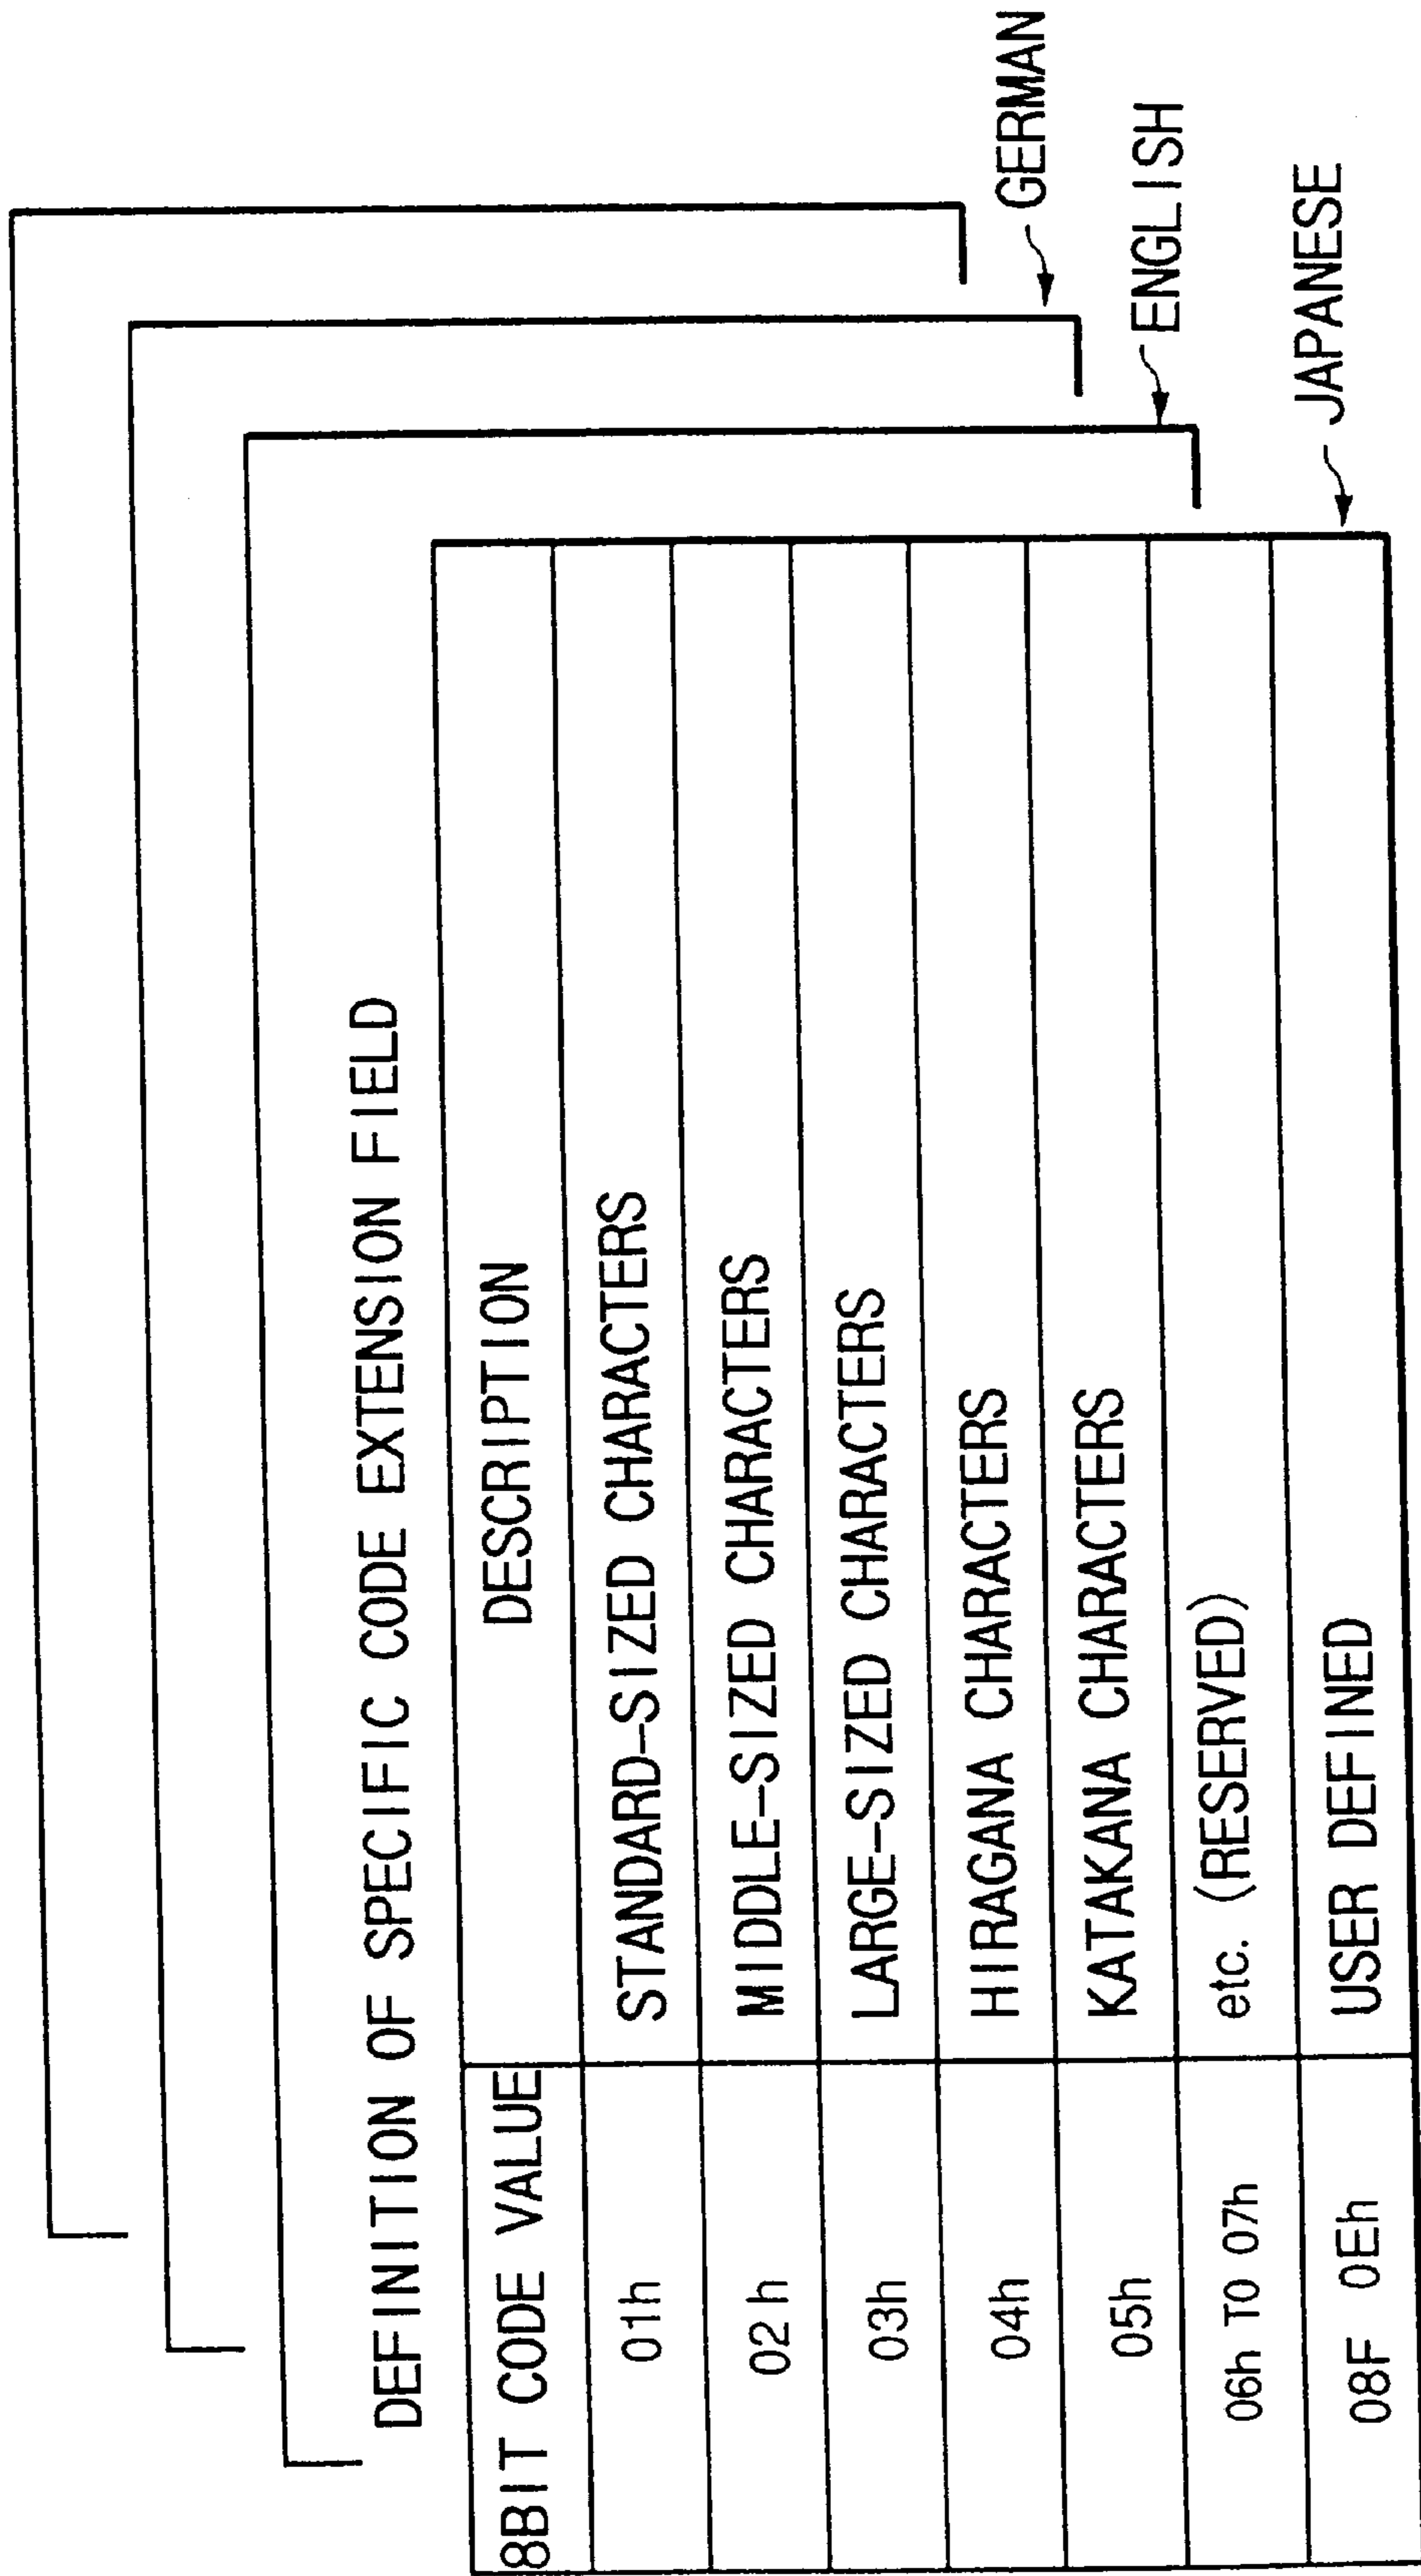 DEFINITION OF SPECIFIC CODE EXTENSION FIELD
8BIT CODE VALUE DESCRIPTION
01h STANDARD-SIZED CHARACTERS
02h MIDDLE-SIZED CHARACTERS
03h LARGE-SIZED CHARACTERS
04h HIRAGANA CHARACTERS
05h KATAKANA CHARACTERS
06h TO 07h etc. (RESERVED)
08F 0Eh USER DEFINED
GERMAN
ENGLISH
JAPANESE